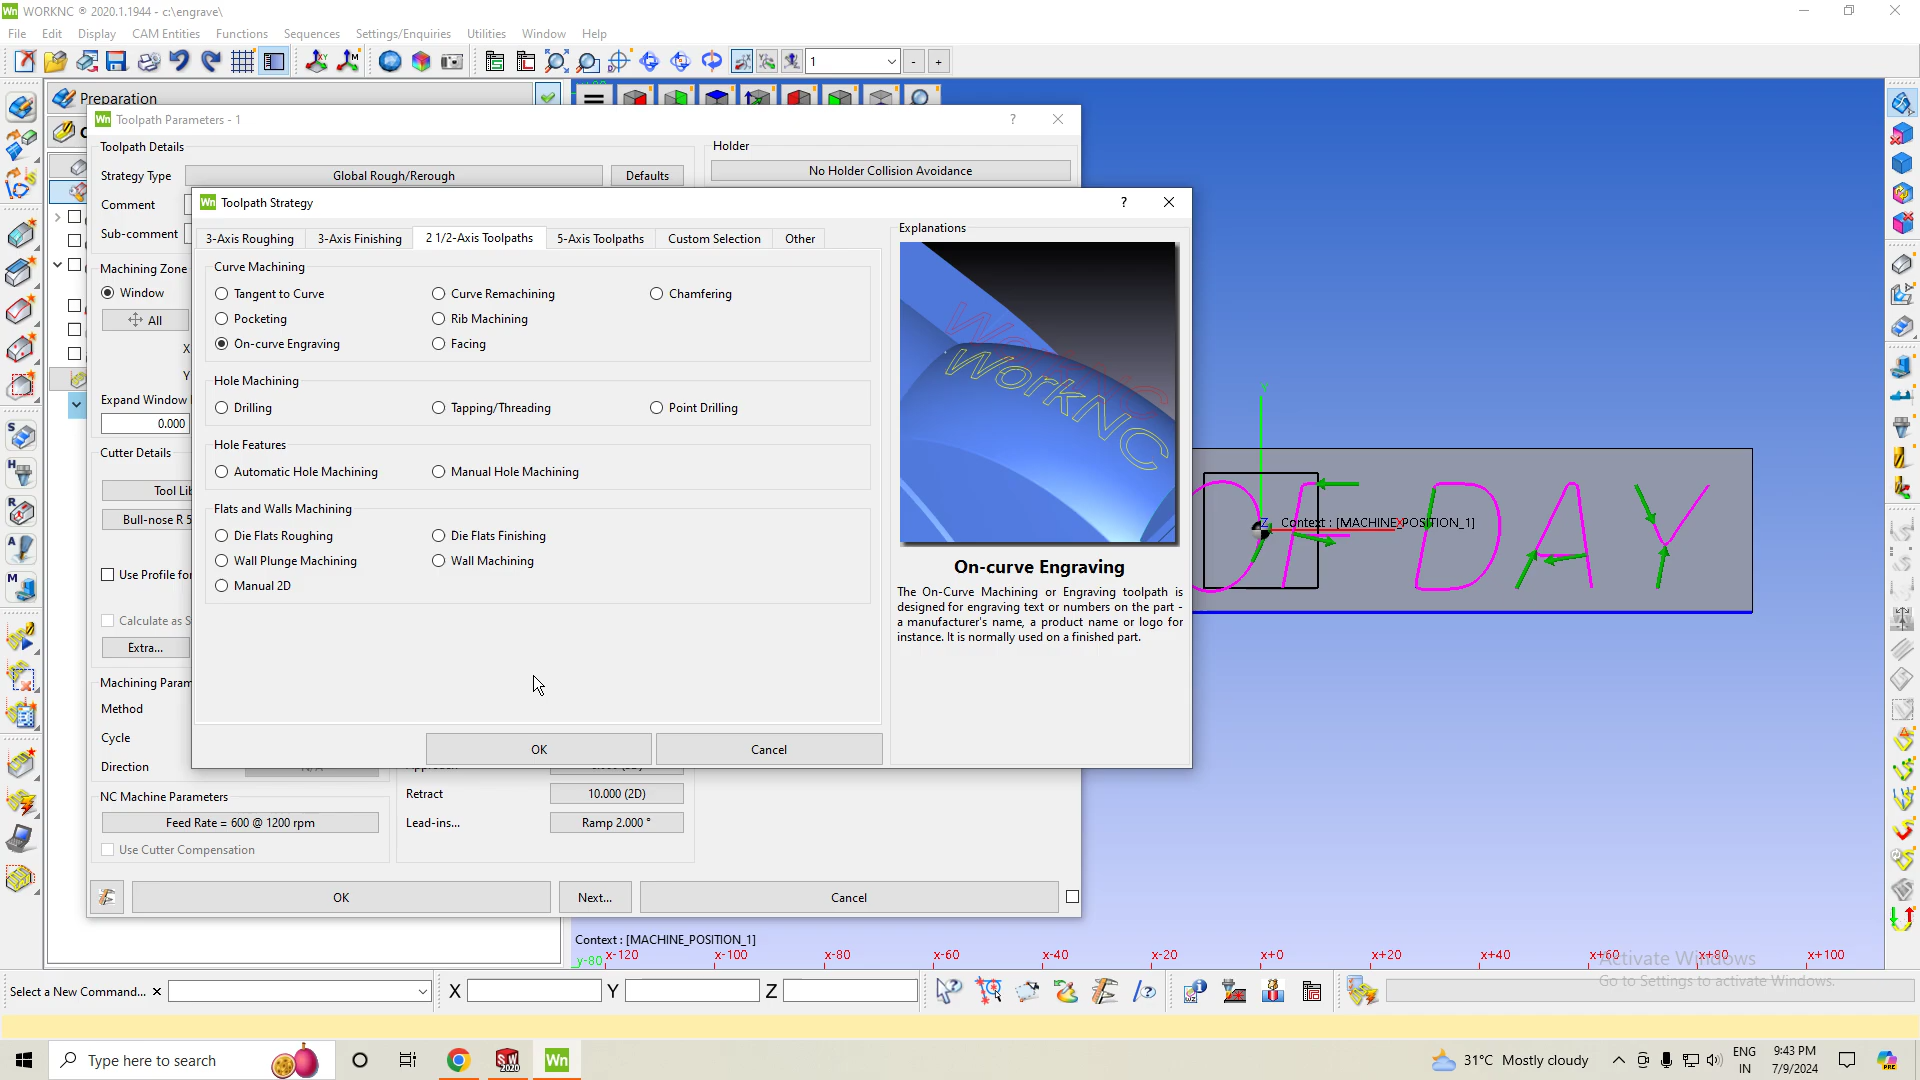 WORKNC ® 2020.1.1944 - c:\engrave\
File Edit Display CAM Entities Functions Sequences Settings/Enquiries Utilities Window Help
1 - +
Preparation
Toolpath Parameters - 1 ?
Toolpath Details
Holder
Strategy Type Global Rough/Rerough Defaults
No Holder Collision Avoidance
Comment
Toolpath Strategy ?
Sub-comment
3-Axis Roughing 3-Axis Finishing 2 1/2-Axis Toolpaths 5-Axis Toolpaths Custom Selection Other
Explanations
Machining Zone
Window
All
X
Y
Expand Window
0.000
Cutter Details
Tool Lib
Bull-nose R 5
Use Profile for
Calculate as S
Extra...
Machining Param
Method
Cycle
Direction
Curve Machining
Tangent to Curve Curve Remachining Chamfering
Pocketing Rib Machining
On-curve Engraving Facing
Hole Machining
Drilling Tapping/Threading Point Drilling
Hole Features
Automatic Hole Machining Manual Hole Machining
Flats and Walls Machining
Die Flats Roughing Die Flats Finishing
Wall Plunge Machining Wall Machining
Manual 2D
OK Cancel
WorkNC
On-curve Engraving
The On-Curve Machining or Engraving toolpath is
designed for engraving text or numbers on the part -
a manufacturer's name, a product name or logo for
instance. It is normally used on a finished part.
Y
OF DAY
Z Context : [MACHINE_POSITION_1]
X
NC Machine Parameters
Feed Rate = 600 @ 1200 rpm
Use Cutter Compensation
Retract 10.000 (2D)
Lead-ins... Ramp 2.000 °
OK Next... Cancel
Context : [MACHINE_POSITION_1]
y-80 x-120 x-100 x-80 x-60 x-40 x-20 x+0 x+20 x+40 x+60 x+80 x+100
Activate Windows
Go to Settings to activate Windows.
Select a New Command... X Y Z
Type here to search
31°C Mostly cloudy
ENG
IN
9:43 PM
7/9/2024